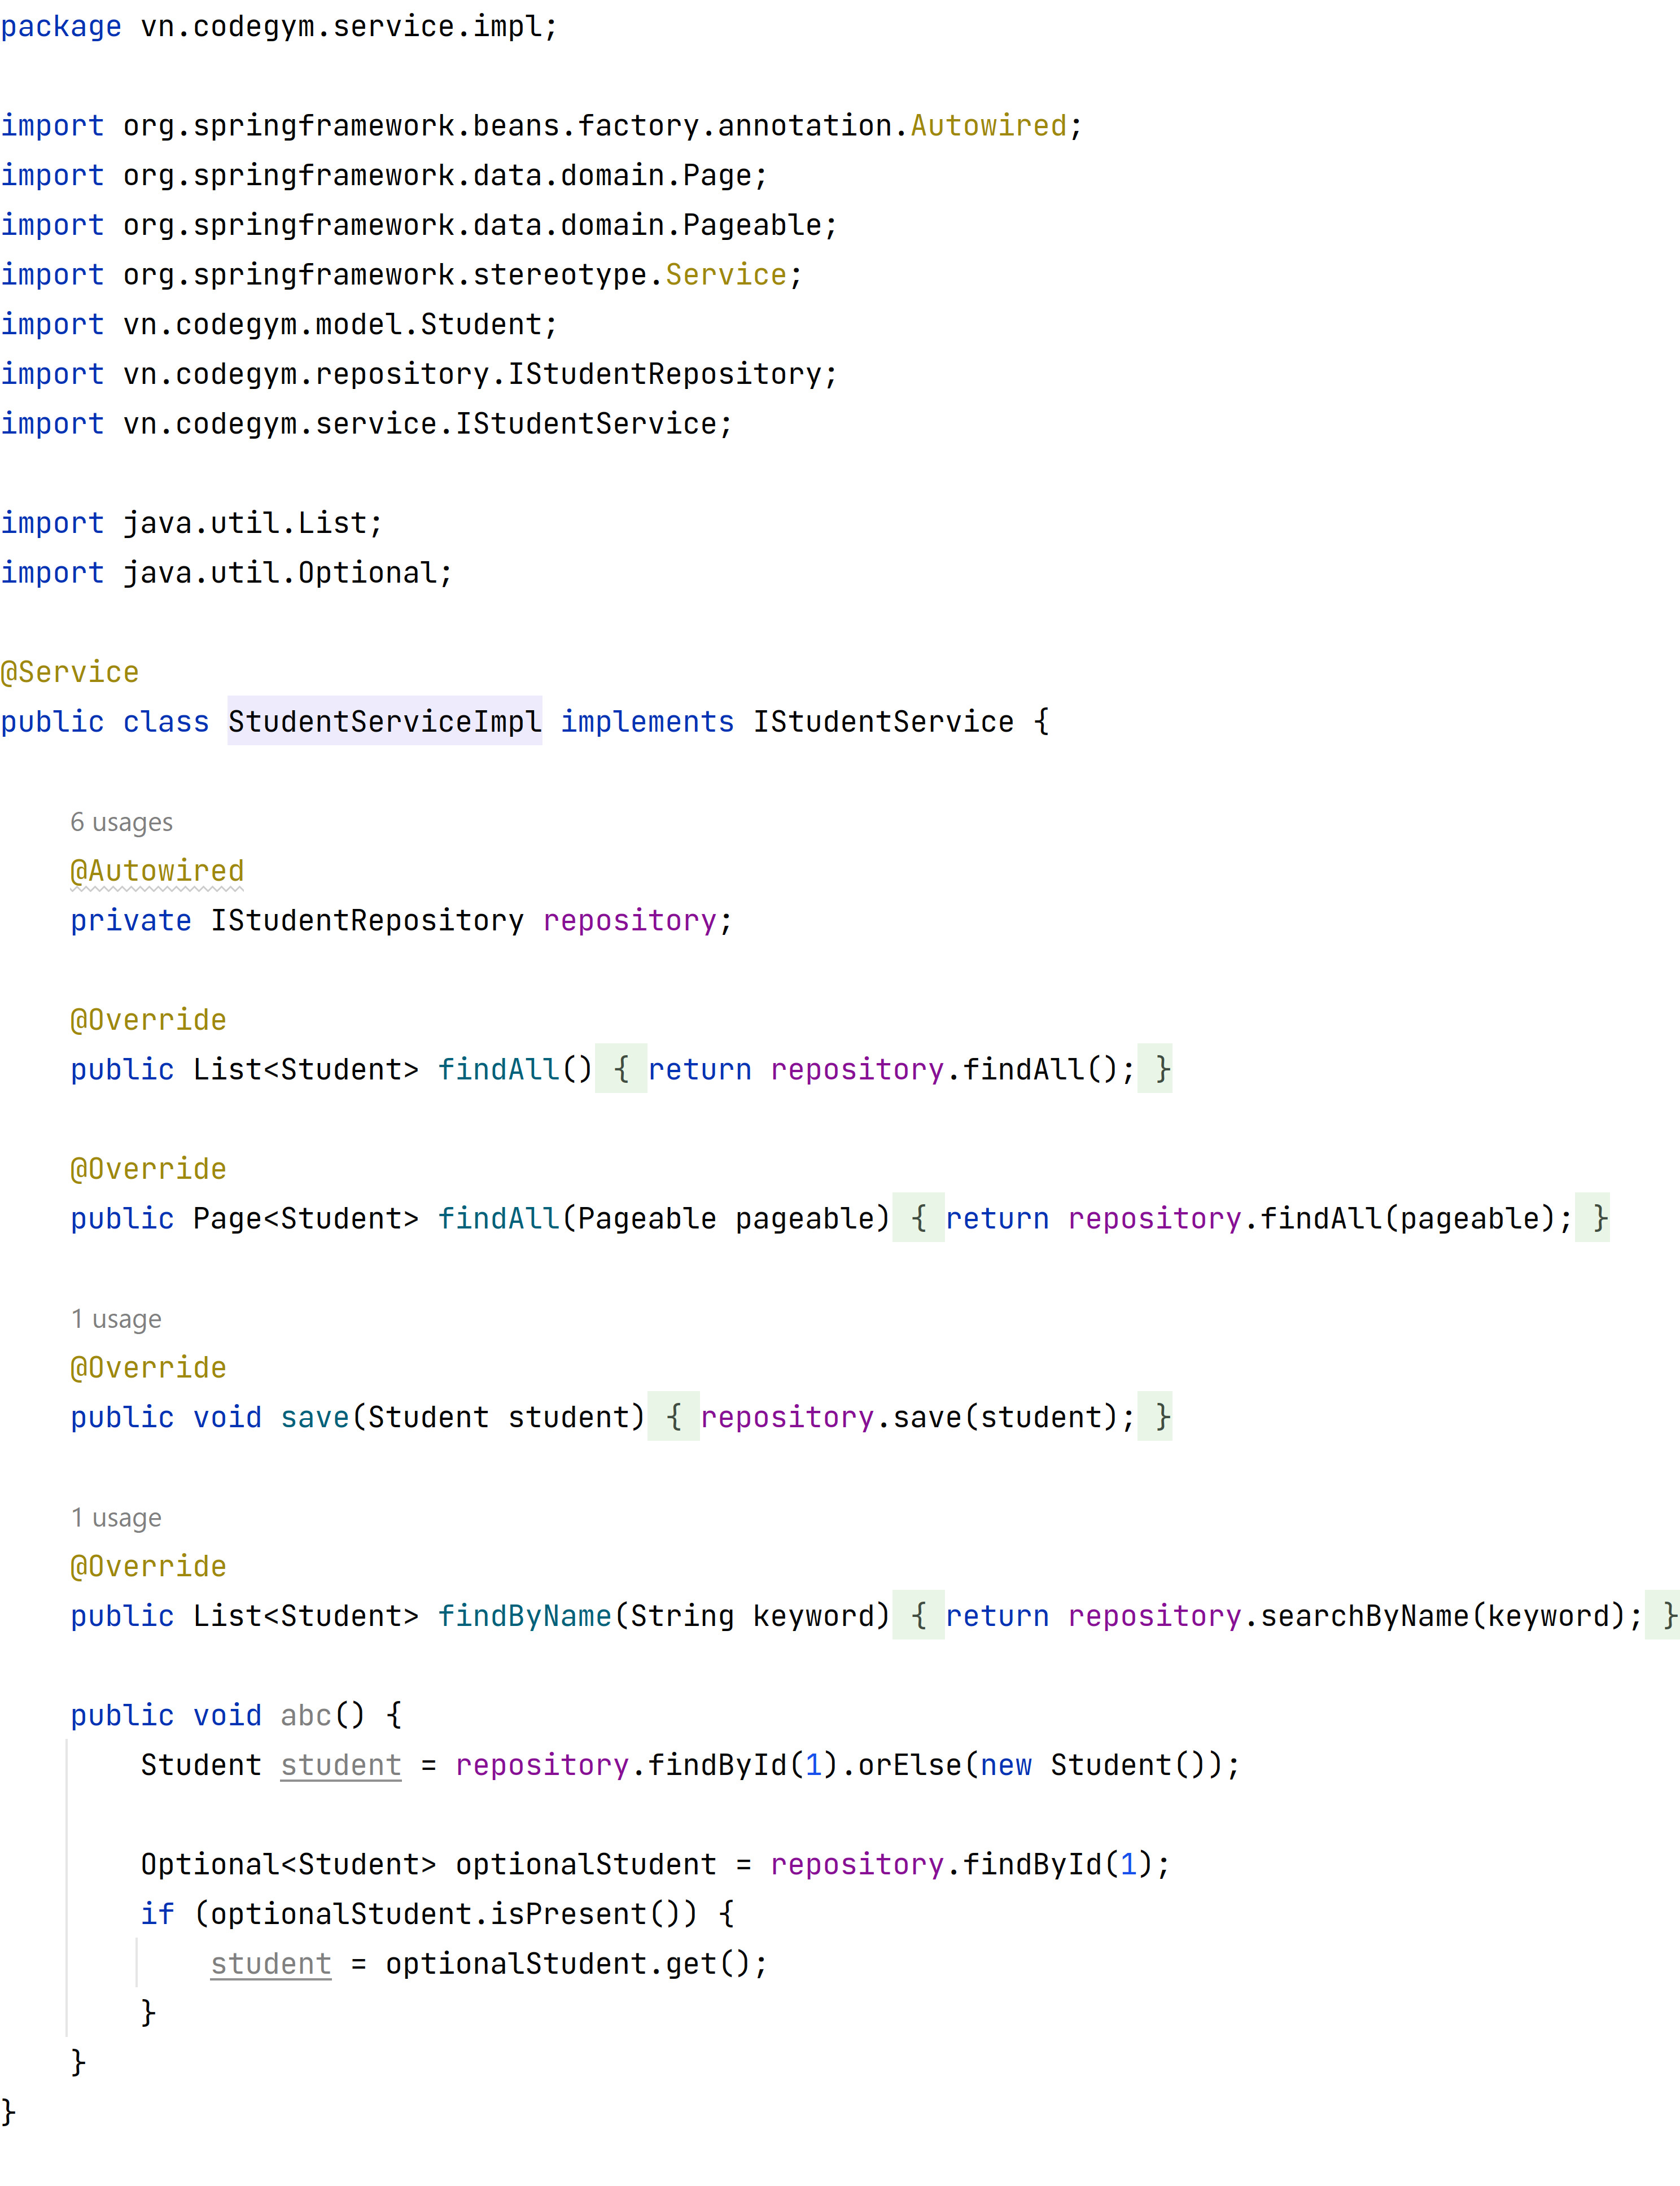 package vn.codegym.service.impl;
import org.springframework.beans.factory.annotation.Autowired;
import org.springframework.data.domain.Page;
import org.springframework.data.domain.Pageable;
import org.springframework.stereotype.Service;
import vn.codegym.model.Student;
import vn.codegym.repository.IStudentRepository;
import vn.codegym.service.IStudentService;
import java.util.List;
import java.util.Optional;
@Service
public class StudentServiceImpl implements IStudentService {
6 usages
@Autowired
private IStudentRepository repository;
@Override
public List<Student> findAll() { return repository.findAll(); }
@Override
public Page<Student> findAll(Pageable pageable) { return repository.findAll(pageable); }
1 usage
@Override
public void save(Student student) { repository.save(student); }
1 usage
@Override
public List<Student> findByName(String keyword) { return repository.searchByName(keyword); }
public void abc() {
Student student = repository.findById(1).orElse(new Student());
Optional<Student> optionalStudent = repository.findById(1);
if (optionalStudent.isPresent()) {
student = optionalStudent.get();
}
}
}